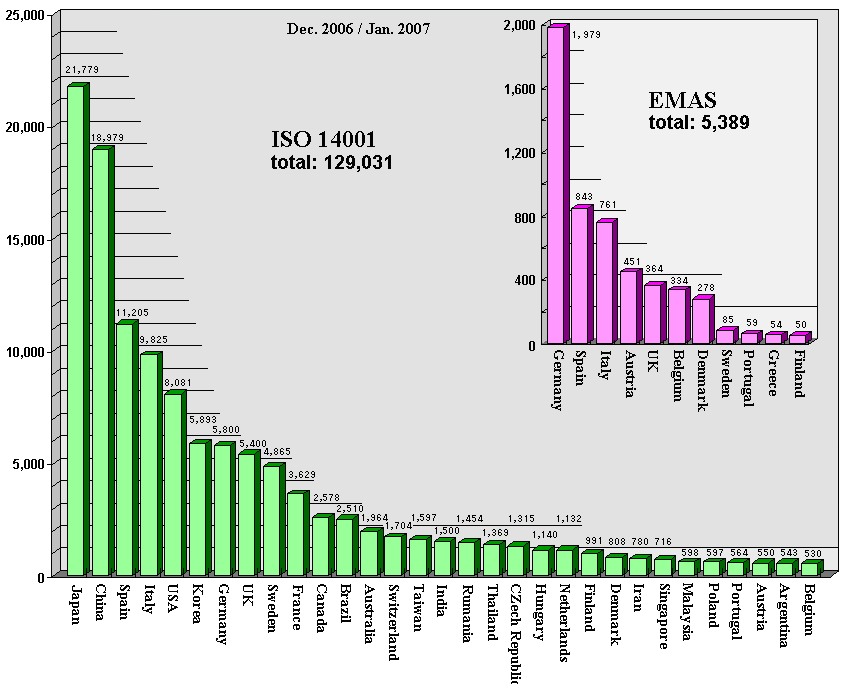 Dec. 2006 / Jan. 2007
ISO 14001
total: 129,031
25,000
20,000
15,000
10,000
5,000
0
21,779
18,979
11,205
9,825
8,081
5,893
5,800
5,400
4,865
3,629
2,578
2,510
1,964
1,704
1,597
1,500
1,454
1,369
1,315
1,140
1,132
991
808
780
716
598
597
564
550
543
530
Japan
China
Spain
Italy
USA
Korea
Germany
UK
Sweden
France
Canada
Brazil
Australia
Switzerland
Taiwan
India
Rumania
Thailand
CZech Republic
Hungary
Netherlands
Finland
Denmark
Iran
Singapore
Malaysia
Poland
Portugal
Austria
Argentina
Belgium
EMAS
total: 5,389
2,000
1,600
1,200
800
400
0
1,979
843
761
451
364
334
278
85
59
54
50
Germany
Spain
Italy
Austria
UK
Belgium
Denmark
Sweden
Portugal
Greece
Finland